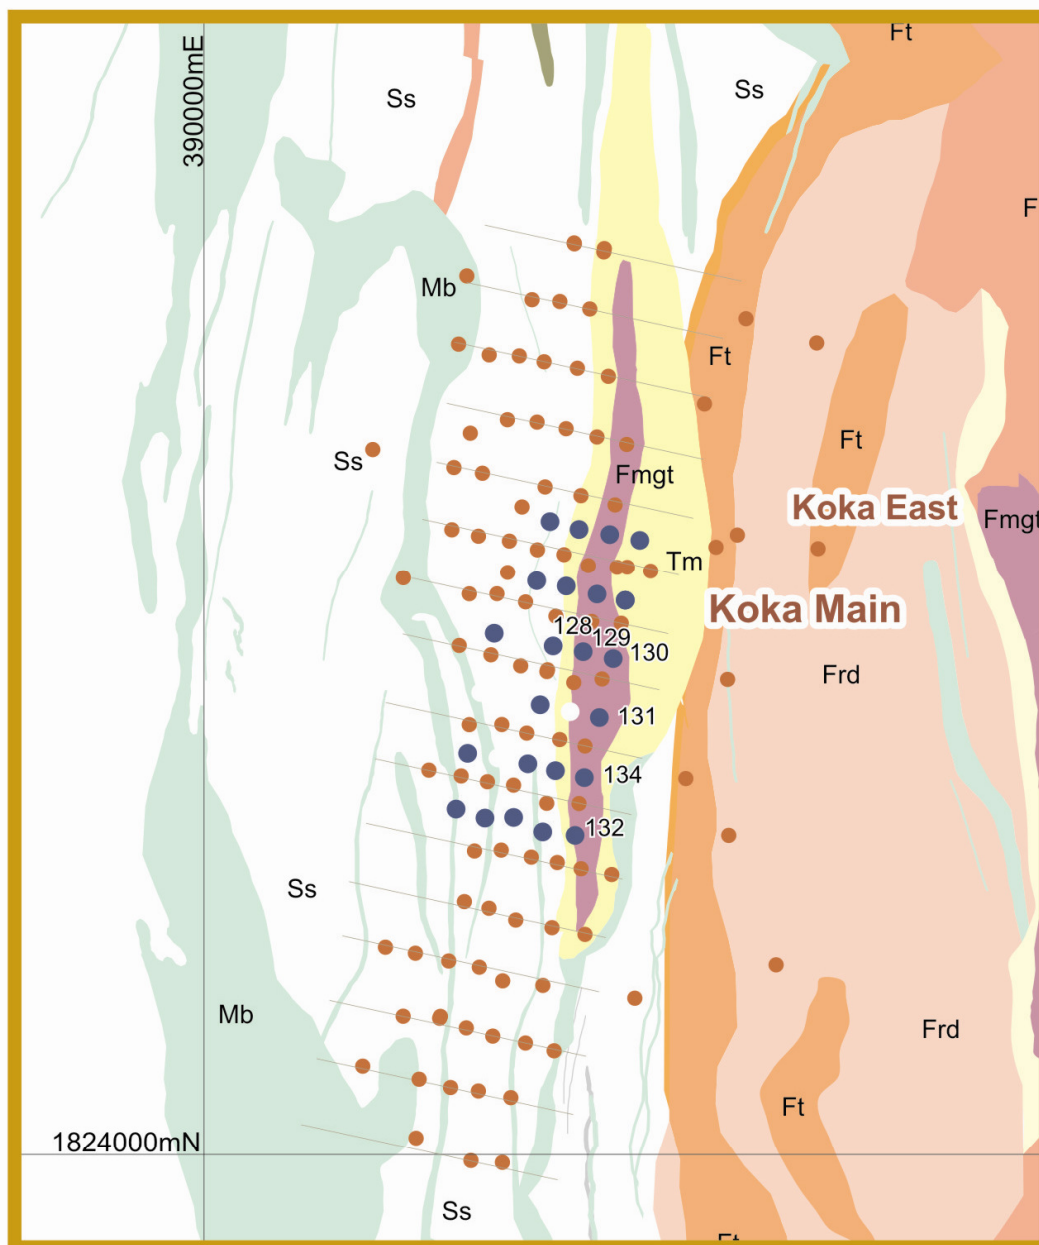 Ft
390000mE
Ss
Ss
F
Mb
Ft
Ft
Ss
Fmgt
Koka East
Fmgt
Tm
Koka Main
128
129
130
Frd
131
134
132
Ss
Mb
Frd
Ft
1824000mN
Ss
Ft